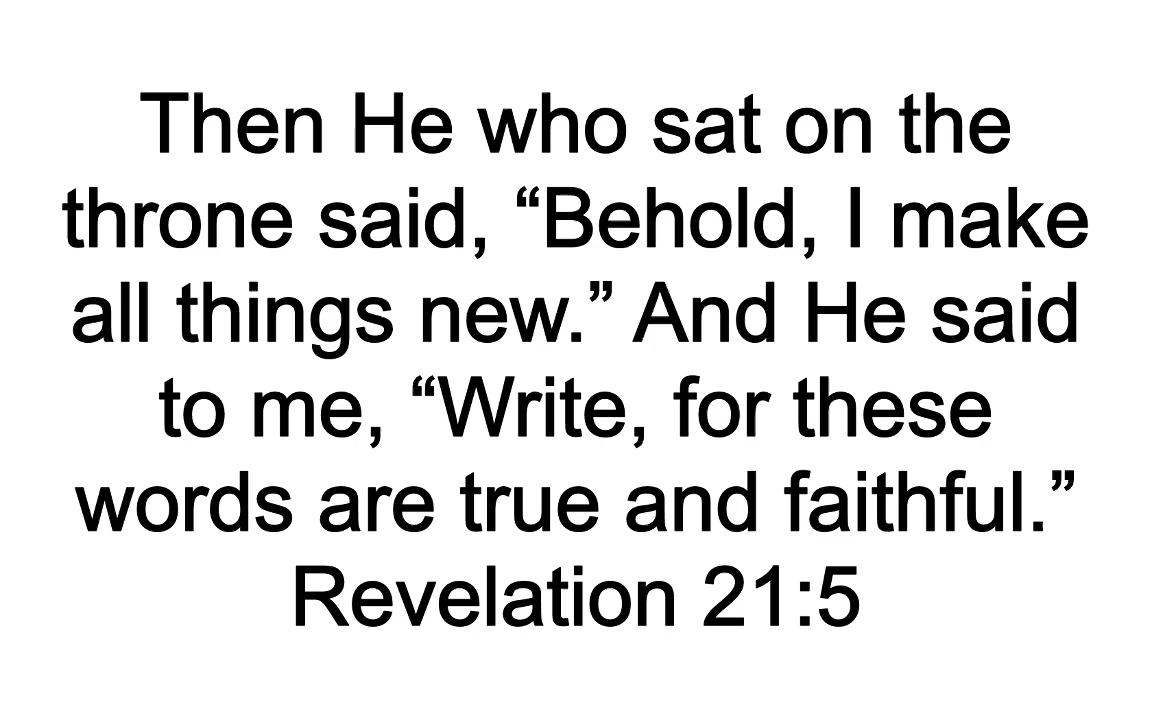 Then He who sat on the
throne said, “Behold, I make
all things new.” And He said
to me, “Write, for these
words are true and faithful.”
Revelation 21:5